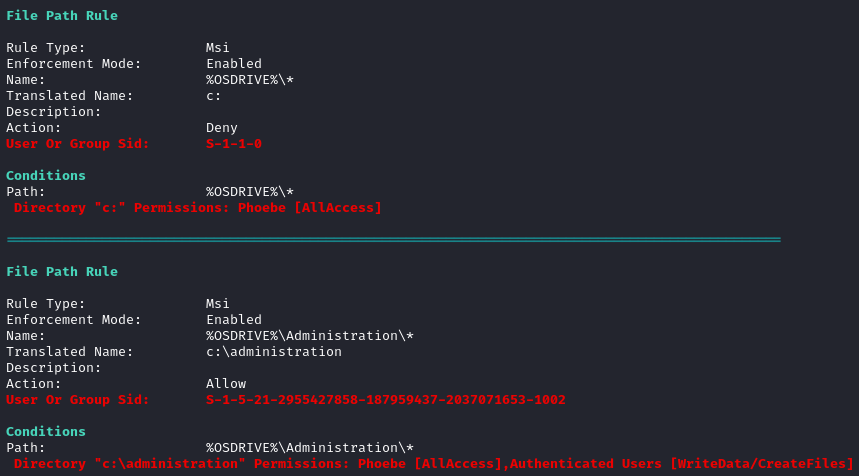 File Path Rule
Rule Type: Msi
Enforcement Mode: Enabled
Name: %OSDRIVE%\*
Translated Name: c:
Description:
Action: Deny
User Or Group Sid: S-1-1-0
Conditions
Path: %OSDRIVE%\*
Directory "c:" Permissions: Phoebe [AllAccess]
File Path Rule
Rule Type: Msi
Enforcement Mode: Enabled
Name: %OSDRIVE%\Administration\*
Translated Name: c:\administration
Description:
Action: Allow
User Or Group Sid: S-1-5-21-2955427858-187959437-2037071653-1002
Conditions
Path: %OSDRIVE%\Administration\*
Directory "c:\administration" Permissions: Phoebe [AllAccess],Authenticated Users [WriteData/CreateFiles]